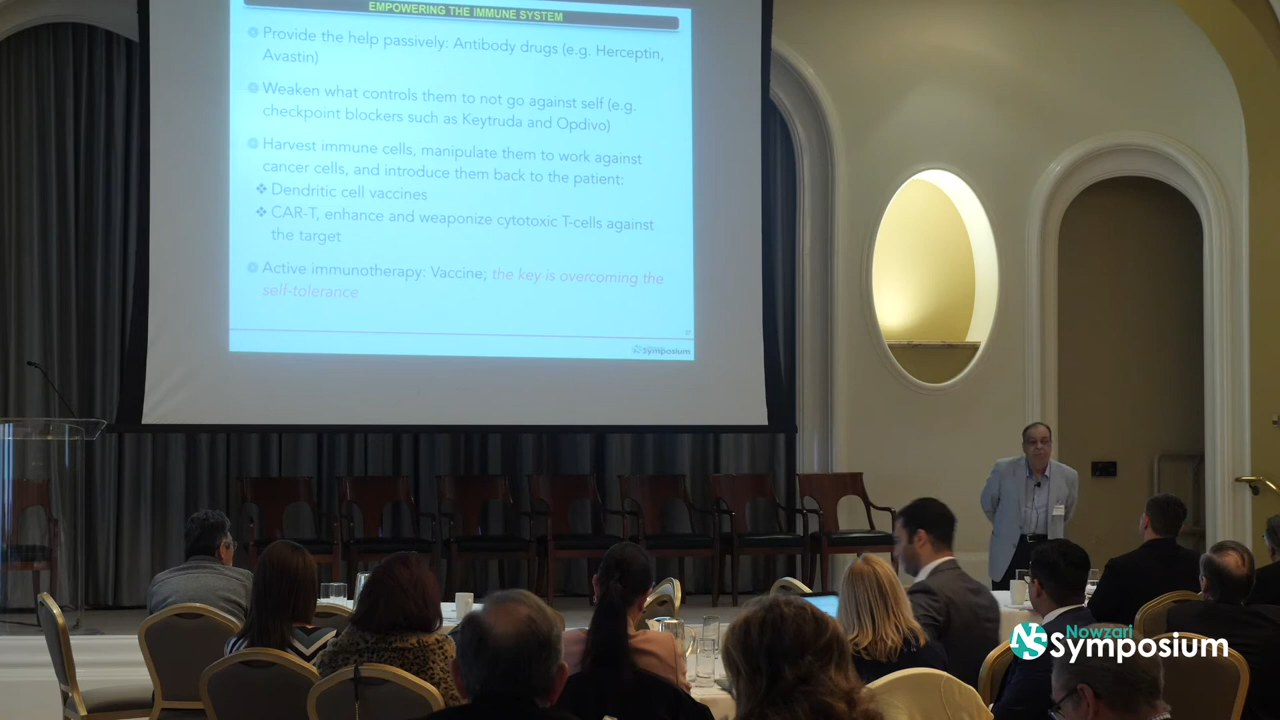 EMPOWERING THE IMMUNE SYSTEM
Provide the help passively: Antibody drugs (e.g. Herceptin,
Avastin)
Weaken what controls them to not go against self (e.g.
checkpoint blockers such as Keytruda and Opdivo)
Harvest immune cells, manipulate them to work against
cancer cells, and introduce them back to the patient:
Dendritic cell vaccines
CAR-T, enhance and weaponize cytotoxic T-cells against
the target
Active immunotherapy: Vaccine; the key is overcoming the
self-tolerance
Symposium
Nowzari
Symposium